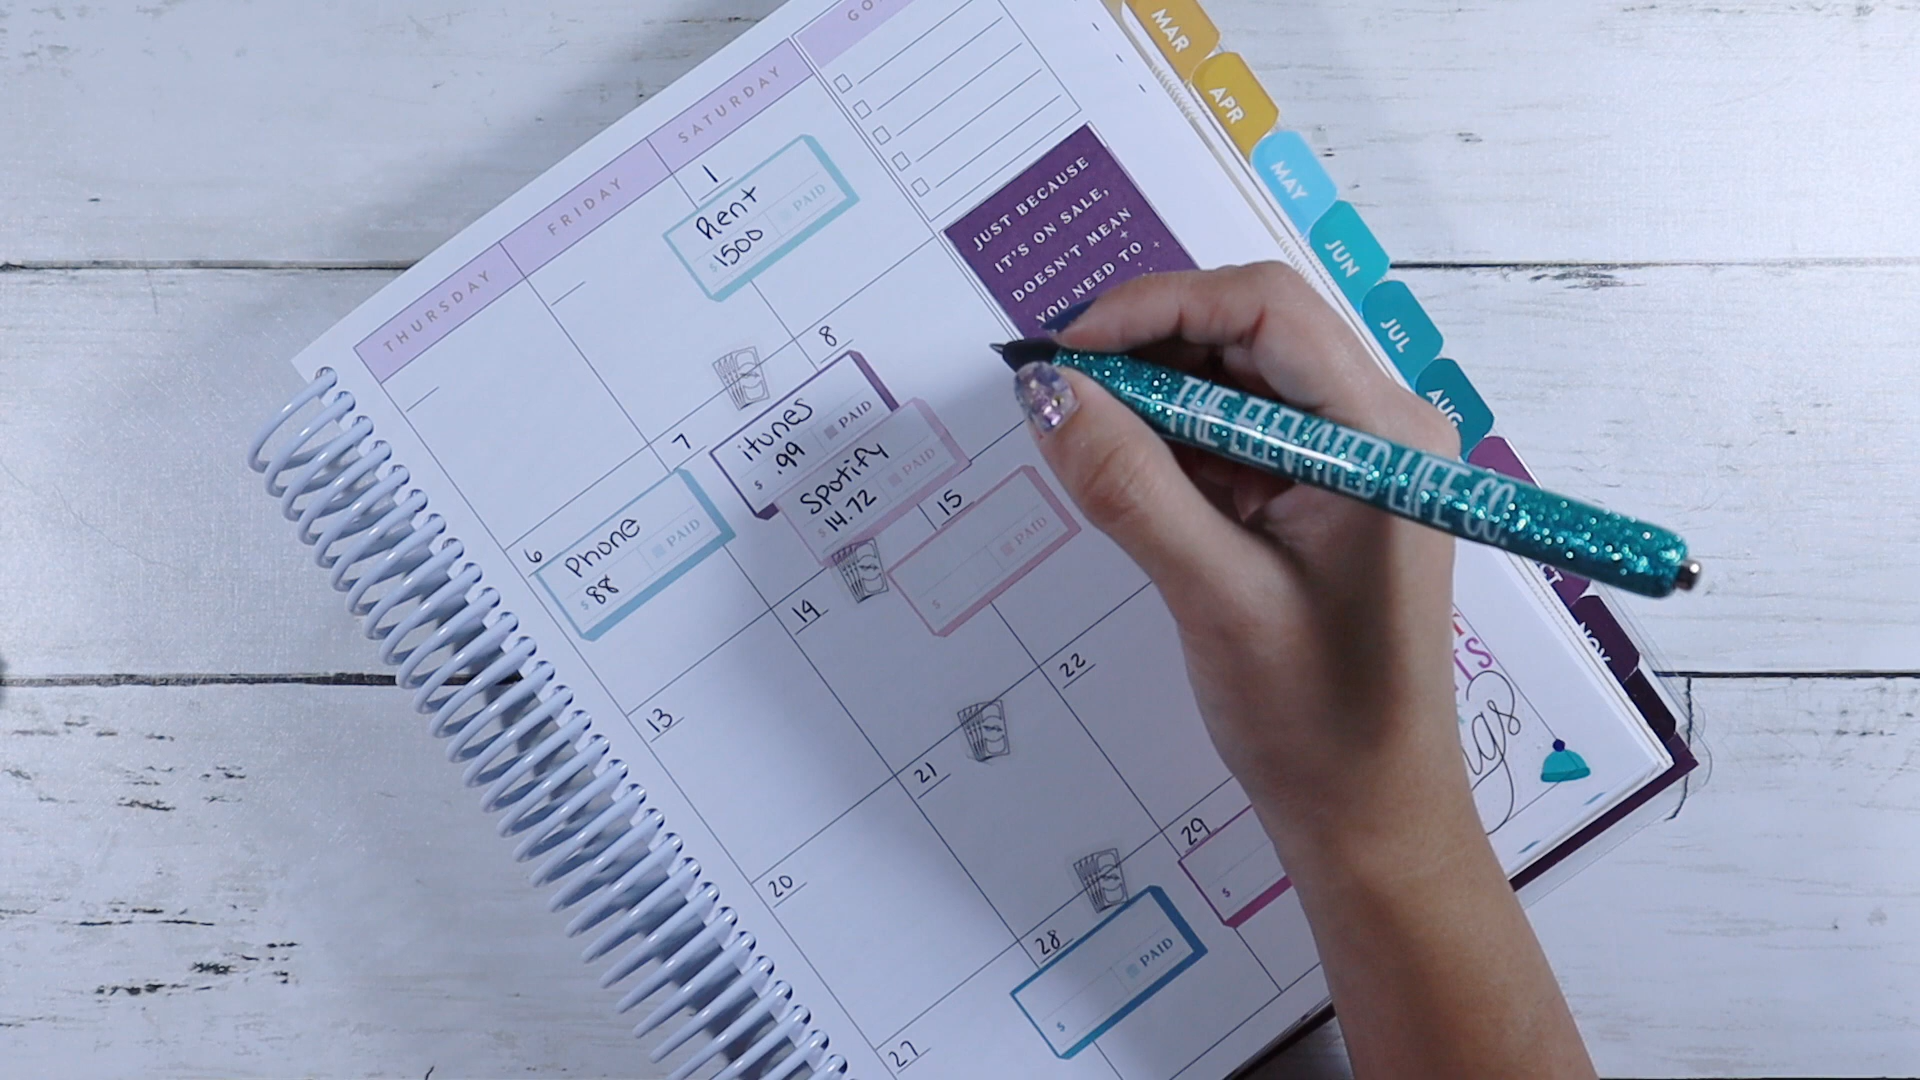 THURSDAY
FRIDAY
SATURDAY
1
Rent
$1500
PAID
JUST BECAUSE
IT'S ON SALE,
DOESN'T MEAN
YOU NEED TO
6
Phone
$88
PAID
7
8
itunes
$.99
PAID
Spotify
$14.72
PAID
13
14
15
$
PAID
20
21
22
27
28
$
PAID
29
$
MAR
APR
MAY
JUN
JUL
AUG
NOV
THE ELEVATED LIFE CO.